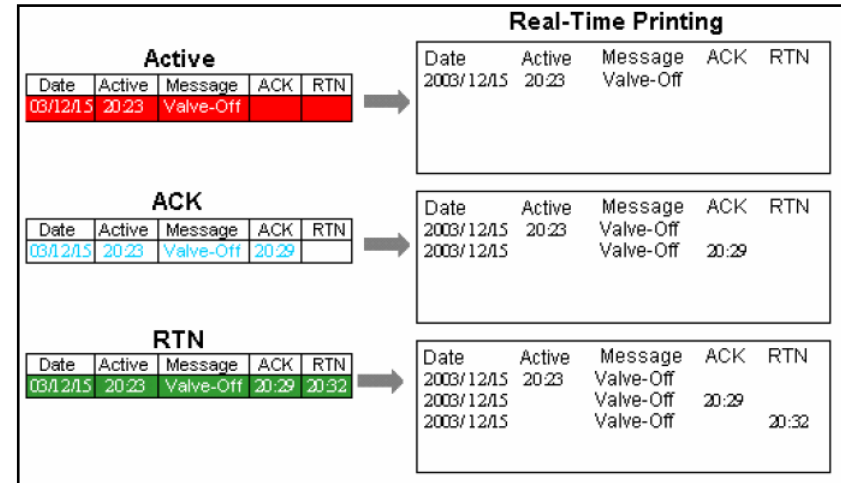 Real-Time Printing
Active
Date Active Message ACK RTN
03/12/15 20:23 Valve-Off
Date Active Message ACK RTN
2003/12/15 20:23 Valve-Off
ACK
Date Active Message ACK RTN
03/12/15 20:23 Valve-Off 20:29
Date Active Message ACK RTN
2003/12/15 20:23 Valve-Off
2003/12/15 Valve-Off 20:29
RTN
Date Active Message ACK RTN
03/12/15 20:23 Valve-Off 20:29 20:32
Date Active Message ACK RTN
2003/12/15 20:23 Valve-Off
2003/12/15 Valve-Off 20:29
2003/12/15 Valve-Off 20:32